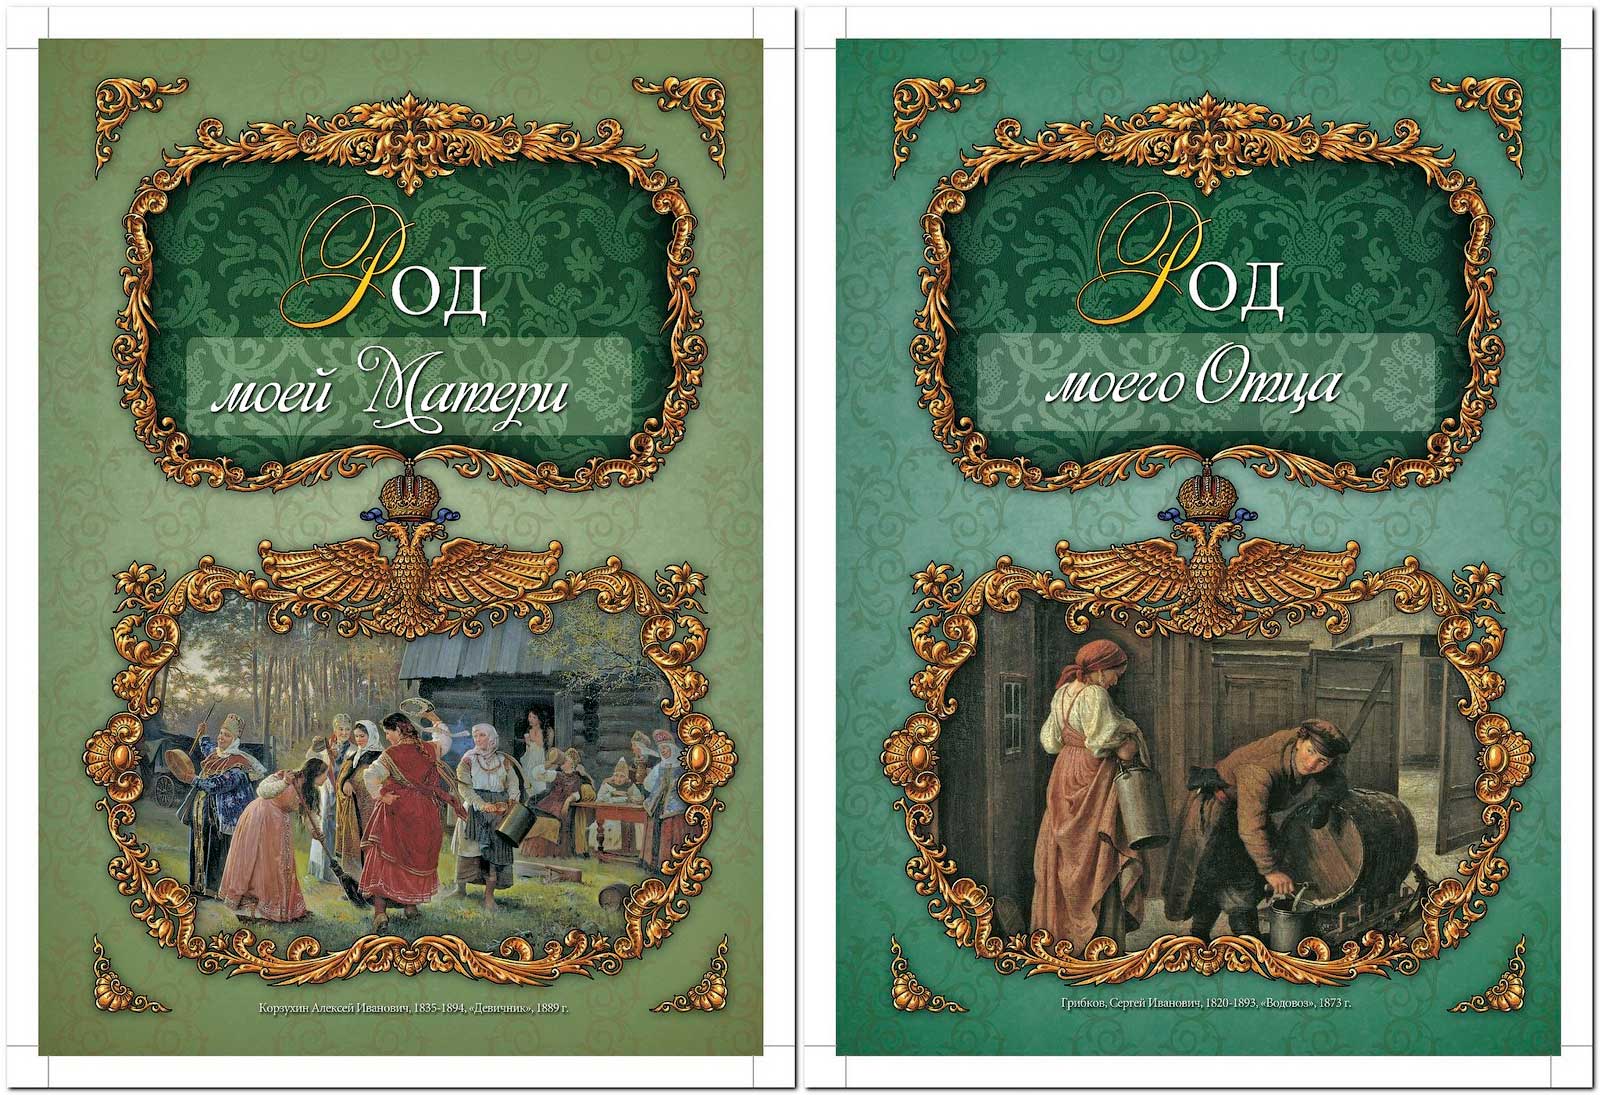 Род
моей Матери
Корзухин Алексей Иванович, 1835-1894, «Девичник», 1889 г.
Род
моего Отца
Грибков, Сергей Иванович, 1820-1893, «Водовоз», 1873 г.